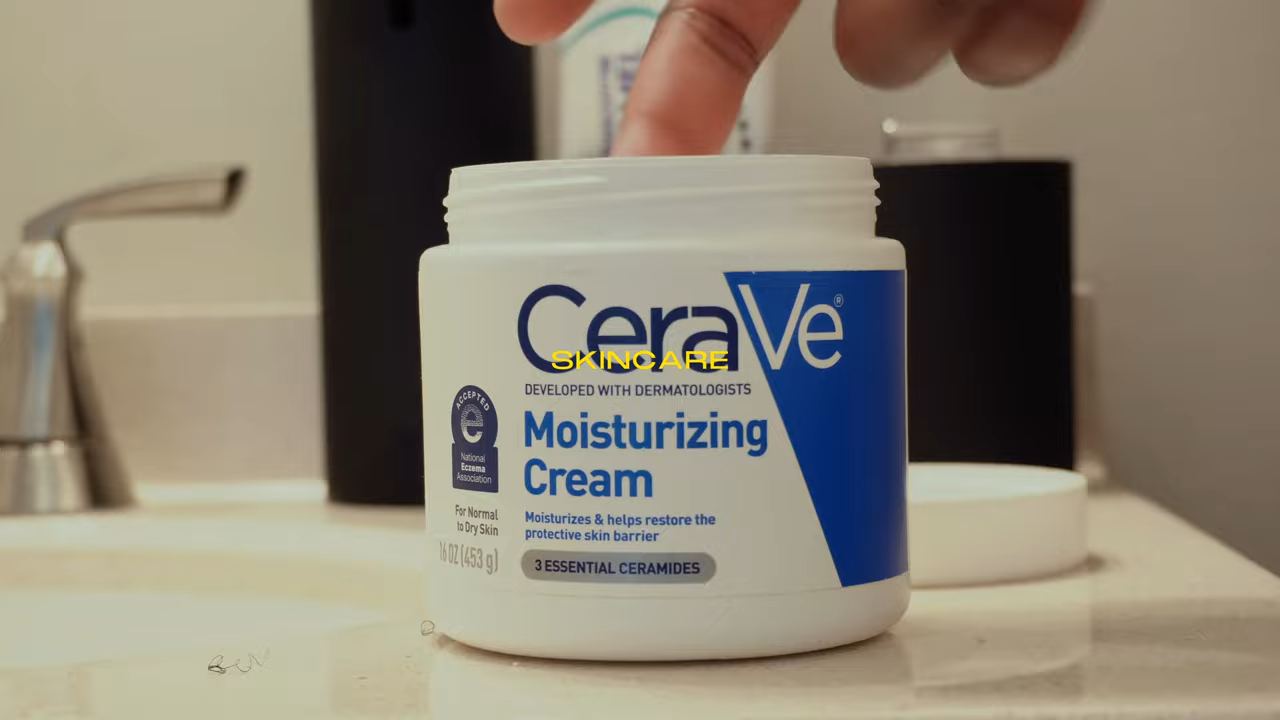 CeraVe®
SKINCARE
DEVELOPED WITH DERMATOLOGISTS
Moisturizing
Cream
ACCEPTED
National
Eczema
Association
For Normal
to Dry Skin
16 OZ (453 g)
Moisturizes & helps restore the
protective skin barrier
3 ESSENTIAL CERAMIDES